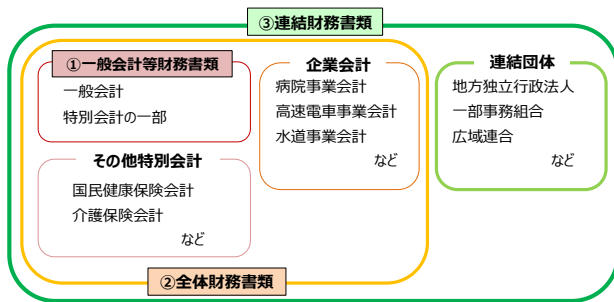 ③連結財務書類
①一般会計等財務書類
一般会計
特別会計の一部
企業会計
病院事業会計
高速電車事業会計
水道事業会計
など
連結団体
地方独立行政法人
一部事務組合
広域連合
など
その他特別会計
国民健康保険会計
介護保険会計
など
②全体財務書類